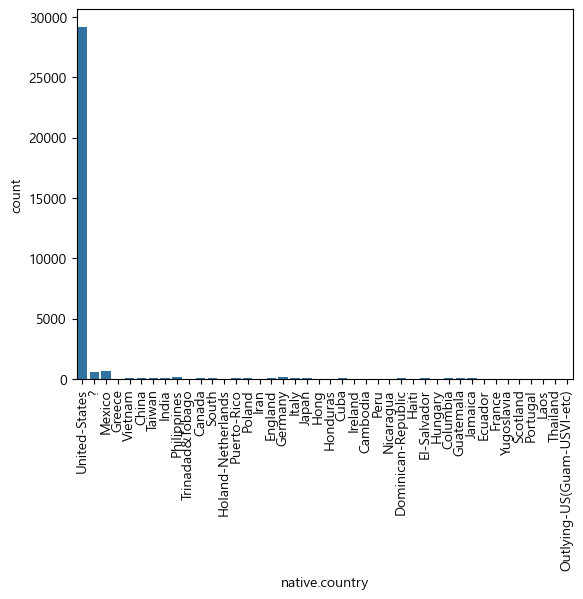 30000
25000
20000
15000
10000
5000
0
count
United-States
?
Mexico
Greece
Vietnam
China
Taiwan
India
Philippines
Trinadad&Tobago
Canada
South
Holand-Netherlands
Puerto-Rico
Poland
Iran
England
Germany
Italy
Japan
Hong
Honduras
Cuba
Ireland
Cambodia
Peru
Nicaragua
Dominican-Republic
Haiti
El-Salvador
Hungary
Columbia
Guatemala
Jamaica
Ecuador
France
Yugoslavia
Scotland
Portugal
Laos
Thailand
Outlying-US(Guam-USVI-etc)
native.country